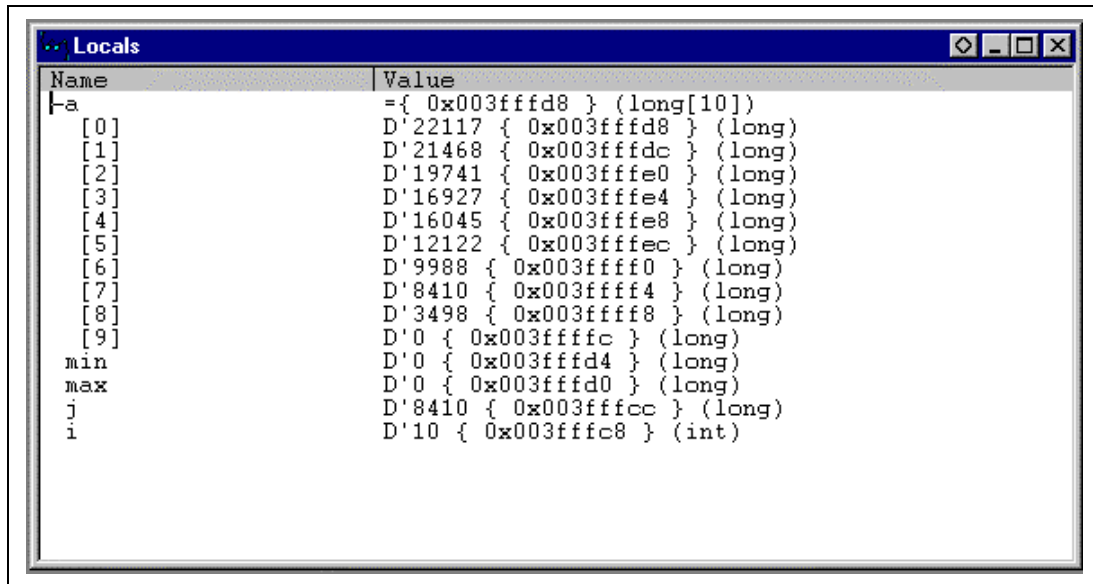 Locals
Name Value
-a ={ 0x003fffd8 } (long[10])
[0] D'22117 { 0x003fffd8 } (long)
[1] D'21468 { 0x003fffdc } (long)
[2] D'19741 { 0x003fffe0 } (long)
[3] D'16927 { 0x003fffe4 } (long)
[4] D'16045 { 0x003fffe8 } (long)
[5] D'12122 { 0x003fffec } (long)
[6] D'9988 { 0x003ffff0 } (long)
[7] D'8410 { 0x003ffff4 } (long)
[8] D'3498 { 0x003ffff8 } (long)
[9] D'0 { 0x003ffffc } (long)
min D'0 { 0x003fffd4 } (long)
max D'0 { 0x003fffd0 } (long)
j D'8410 { 0x003fffcc } (long)
i D'10 { 0x003fffc8 } (int)